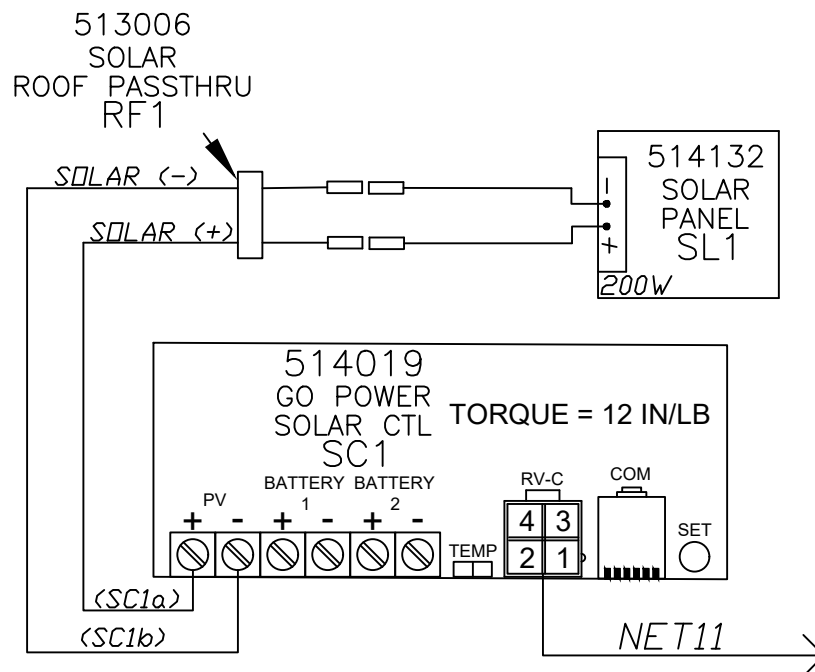 513006
SOLAR
ROOF PASSTHRU
RF1
SOLAR (-)
SOLAR (+)
-
+
514132
SOLAR
PANEL
SL1
200W
514019
GO POWER
SOLAR CTL
SC1
TORQUE = 12 IN/LB
PV
BATTERY
1
BATTERY
2
+ - + - + -
TEMP
RV-C
4 3
2 1
COM
SET
(SC1a)
(SC1b)
NET11